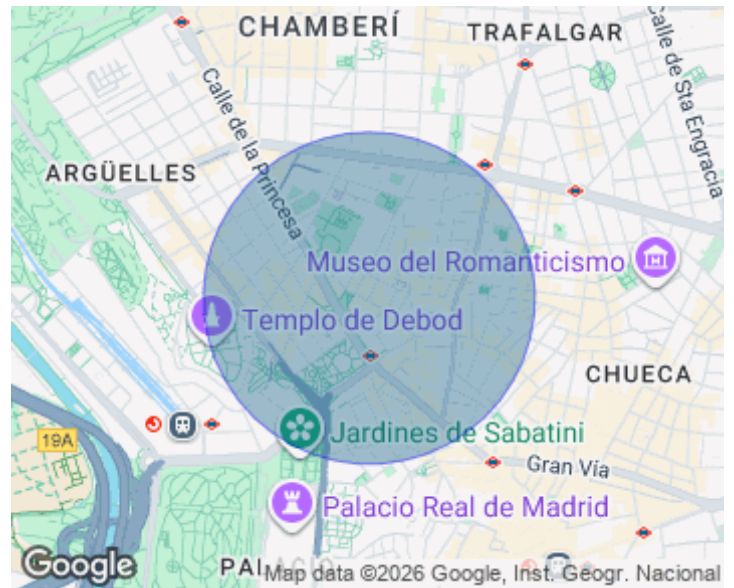 CHAMBERÍ
TRAFALGAR
Calle de Sta Engracia
Calle de la Princesa
ARGÜELLES
Museo del Romanticismo
Templo de Debod
CHUECA
Jardines de Sabatini
19A
Gran Vía
Palacio Real de Madrid
Google
Map data ©2026 Google, Inst. Geogr. Nacional